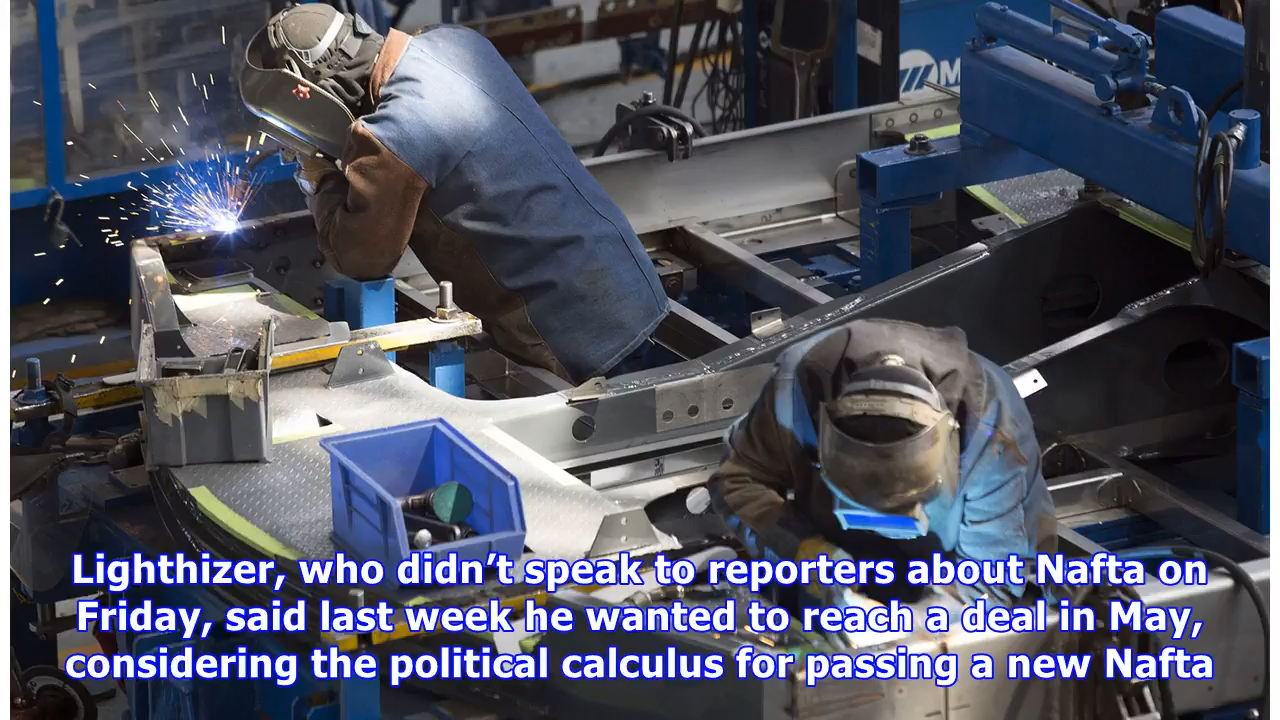 M
Lighthizer, who didn’t speak to reporters about Nafta on
Friday, said last week he wanted to reach a deal in May,
considering the political calculus for passing a new Nafta